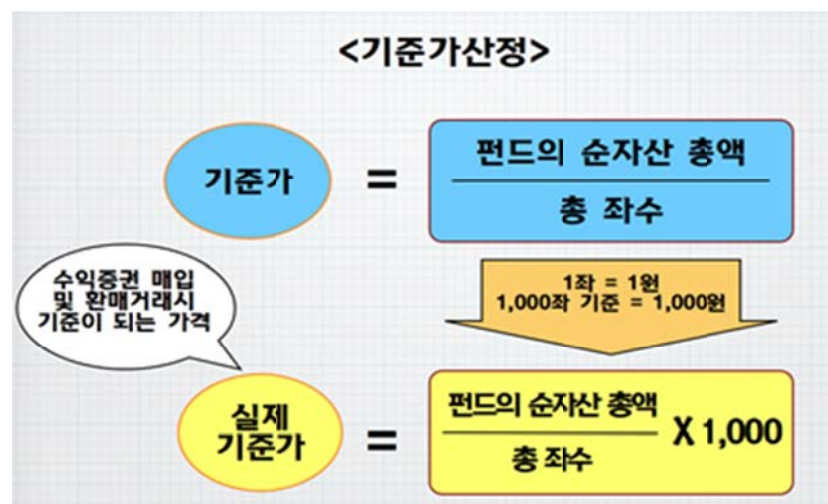 <기준가산정>
기준가
=
펀드의 순자산 총액
총 좌수
수익증권 매입
및 환매거래시
기준이 되는 가격
1좌 = 1원
1,000좌 기준 = 1,000원
실제
기준가
=
펀드의 순자산 총액
총 좌수
X 1,000